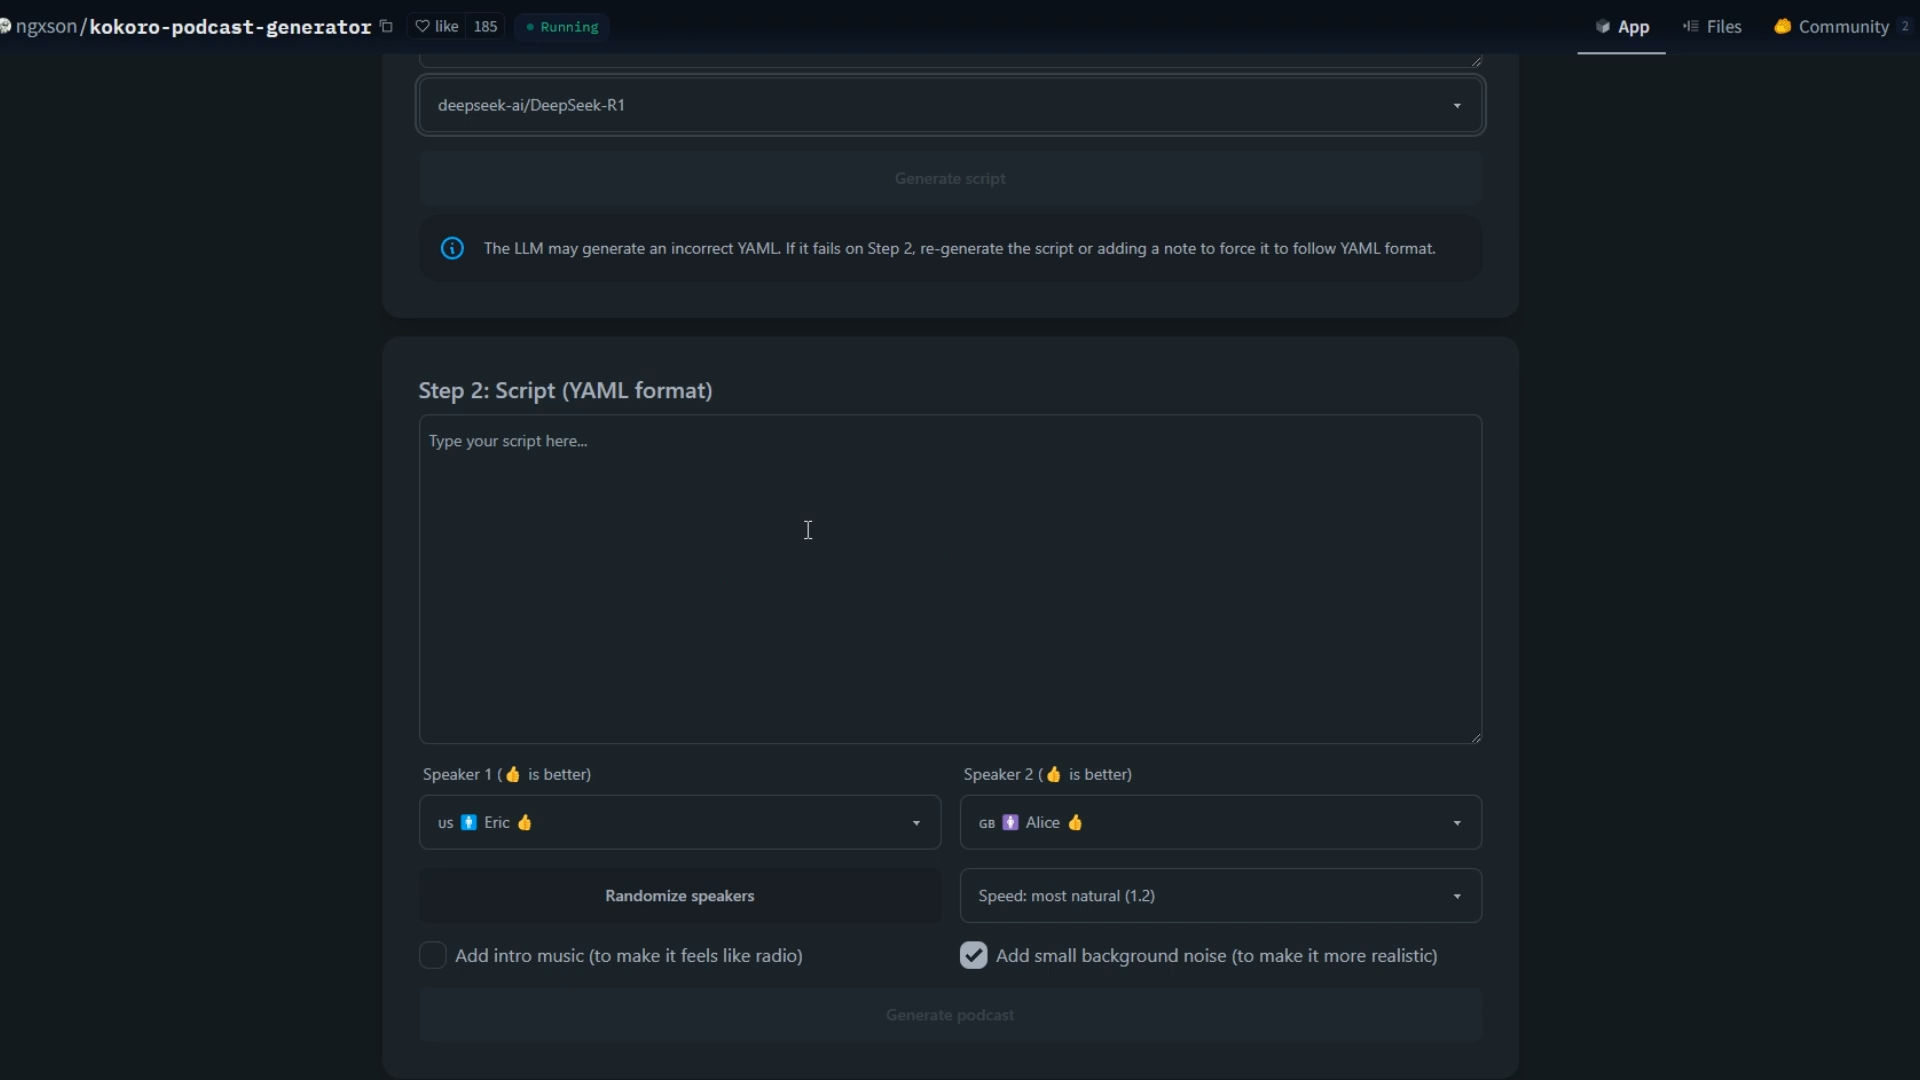 ngxson/kokoro-podcast-generator like 185 Running App Files Community 2
deepseek-ai/DeepSeek-R1
Generate script
The LLM may generate an incorrect YAML. If it fails on Step 2, re-generate the script or adding a note to force it to follow YAML format.
Step 2: Script (YAML format)
Type your script here...
Speaker 1 (👍 is better) Speaker 2 (👍 is better)
US 🚹 Eric 👍 GB 🚺 Alice 👍
Randomize speakers Speed: most natural (1.2)
Add intro music (to make it feels like radio) Add small background noise (to make it more realistic)
Generate podcast